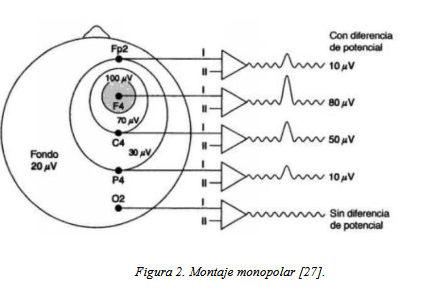 Fp2
100 µV
F4
70 µV
C4
30 µV
Fondo
20 µV
P4
O2
I
II
I
II
I
II
I
II
I
II
Con diferencia
de potencial
10 µV
80 µV
50 µV
10 µV
Sin diferencia
de potencial
Figura 2. Montaje monopolar [27].